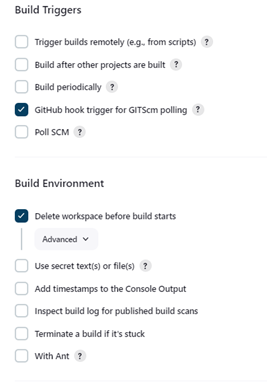 Build Triggers
Trigger builds remotely (e.g., from scripts) ?
Build after other projects are built ?
Build periodically ?
GitHub hook trigger for GITScm polling ?
Poll SCM ?
Build Environment
Delete workspace before build starts
Advanced
Use secret text(s) or file(s) ?
Add timestamps to the Console Output
Inspect build log for published build scans
Terminate a build if it's stuck
With Ant ?